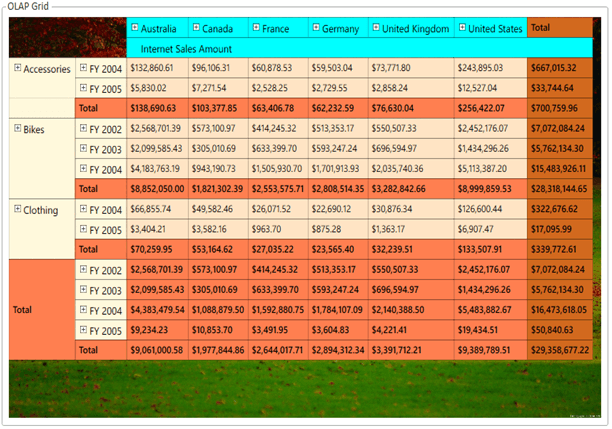 OLAP Grid
Australia Canada France Germany United Kingdom United States Total
Internet Sales Amount
Accessories FY 2004 $132,860.61 $96,106.31 $60,878.53 $59,503.04 $73,771.80 $243,895.03 $667,015.32
FY 2005 $5,830.02 $7,271.54 $2,528.25 $2,729.55 $2,858.24 $12,527.04 $33,744.64
Total $138,690.63 $103,377.85 $63,406.78 $62,232.59 $76,630.04 $256,422.07 $700,759.96
Bikes FY 2002 $2,568,701.39 $573,100.97 $414,245.32 $513,353.17 $550,507.33 $2,452,176.07 $7,072,084.24
FY 2003 $2,099,585.43 $305,010.69 $633,399.70 $593,247.24 $696,594.97 $1,434,296.26 $5,762,134.30
FY 2004 $4,183,763.19 $943,190.73 $1,505,930.70 $1,701,913.93 $2,035,740.36 $5,113,387.20 $15,483,926.11
Total $8,852,050.00 $1,821,302.39 $2,553,575.71 $2,808,514.35 $3,282,842.66 $8,999,859.53 $28,318,144.65
Clothing FY 2004 $66,855.74 $49,582.46 $26,071.52 $22,690.12 $30,876.34 $126,600.44 $322,676.62
FY 2005 $3,404.21 $3,582.16 $963.70 $875.28 $1,363.17 $6,907.47 $17,095.99
Total $70,259.95 $53,164.62 $27,035.22 $23,565.40 $32,239.51 $133,507.91 $339,772.61
Total FY 2002 $2,568,701.39 $573,100.97 $414,245.32 $513,353.17 $550,507.33 $2,452,176.07 $7,072,084.24
FY 2003 $2,099,585.43 $305,010.69 $633,399.70 $593,247.24 $696,594.97 $1,434,296.26 $5,762,134.30
FY 2004 $4,383,479.54 $1,088,879.50 $1,592,880.75 $1,784,107.09 $2,140,388.50 $5,483,882.67 $16,473,618.05
FY 2005 $9,234.23 $10,853.70 $3,491.95 $3,604.83 $4,221.41 $19,434.51 $50,840.63
Total $9,061,000.58 $1,977,844.86 $2,644,017.71 $2,894,312.34 $3,391,712.21 $9,389,789.51 $29,358,677.22